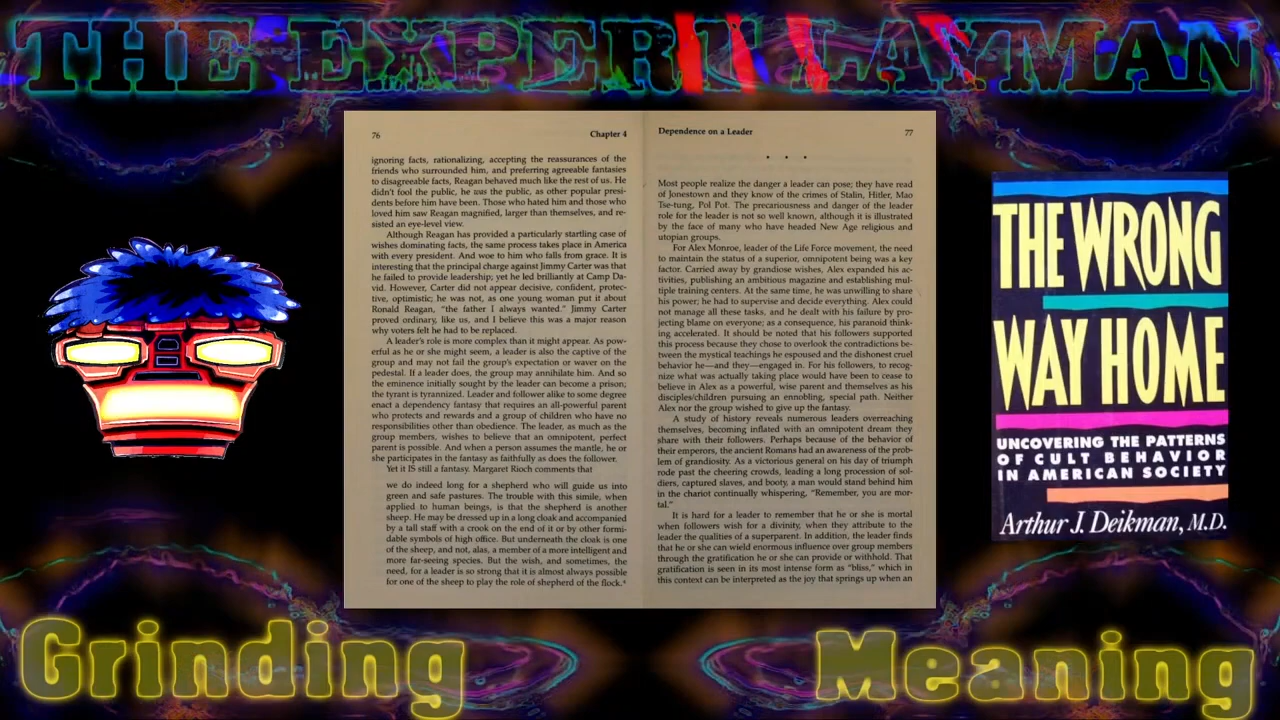 THE EXPERT LAYMAN
76
Chapter 4
ignoring facts, rationalizing, accepting the reassurances of the
friends who surrounded him, and preferring agreeable fantasies
to disagreeable facts, Reagan behaved much like the rest of us. He
didn't fool the public, he was the public, as other popular presi-
dents before him have been. Those who hated him and those who
loved him saw Reagan magnified, larger than themselves, and re-
sisted an eye-level view.
Although Reagan has provided a particularly startling case of
wishes dominating facts, the same process takes place in America
with every president. And woe to him who falls from grace. It is
interesting that the principal charge against Jimmy Carter was that
he failed to provide leadership; yet he led brilliantly at Camp Da-
vid. However, Carter did not appear decisive, confident, protec-
tive, optimistic; he was not, as one young woman put it about
Ronald Reagan, "the father I always wanted." Jimmy Carter
proved ordinary, like us, and I believe this was a major reason
why voters felt he had to be replaced.
A leader's role is more complex than it might appear. As pow-
erful as he or she might seem, a leader is also the captive of the
group and may not fail the group's expectation or waver on the
pedestal. If a leader does, the group may annihilate him. And so
the eminence initially sought by the leader can become a prison;
the tyrant is tyrannized. Leader and follower alike to some degree
enact a dependency fantasy that requires an all-powerful parent
who protects and rewards and a group of children who have no
responsibilities other than obedience. The leader, as much as the
group members, wishes to believe that an omnipotent, perfect
parent is possible. And when a person assumes the mantle, he or
she participates in the fantasy as faithfully as does the follower.
Yet it IS still a fantasy. Margaret Rioch comments that
we do indeed long for a shepherd who will guide us into
green and safe pastures. The trouble with this simile, when
applied to human beings, is that the shepherd is another
sheep. He may be dressed up in a long cloak and accompanied
by a tall staff with a crook on the end of it or by other formi-
dable symbols of high office. But underneath the cloak is one
of the sheep, and not, alas, a member of a more intelligent and
more far-seeing species. But the wish, and sometimes, the
need, for a leader is so strong that it is almost always possible
for one of the sheep to play the role of shepherd of the flock.⁴
Dependence on a Leader
77
• • •
Most people realize the danger a leader can pose; they have read
of Jonestown and they know of the crimes of Stalin, Hitler, Mao
Tse-tung, Pol Pot. The precariousness and danger of the leader
role for the leader is not so well known, although it is illustrated
by the face of many who have headed New Age religious and
utopian groups.
For Alex Monroe, leader of the Life Force movement, the need
to maintain the status of a superior, omnipotent being was a key
factor. Carried away by grandiose wishes, Alex expanded his ac-
tivities, publishing an ambitious magazine and establishing mul-
tiple training centers. At the same time, he was unwilling to share
his power; he had to supervise and decide everything. Alex could
not manage all these tasks, and he dealt with his failure by pro-
jecting blame on everyone; as a consequence, his paranoid think-
ing accelerated. It should be noted that his followers supported
this process because they chose to overlook the contradictions be-
tween the mystical teachings he espoused and the dishonest cruel
behavior he—and they—engaged in. For his followers, to recog-
nize what was actually taking place would have been to cease to
believe in Alex as a powerful, wise parent and themselves as his
disciples/children pursuing an ennobling, special path. Neither
Alex nor the group wished to give up the fantasy.
A study of history reveals numerous leaders overreaching
themselves, becoming inflated with an omnipotent dream they
share with their followers. Perhaps because of the behavior of
their emperors, the ancient Romans had an awareness of the prob-
lem of grandiosity. As a victorious general on his day of triumph
rode past the cheering crowds, leading a long procession of sol-
diers, captured slaves, and booty, a man would stand behind him
in the chariot continually whispering, "Remember, you are mor-
tal."
It is hard for a leader to remember that he or she is mortal
when followers wish for a divinity, when they attribute to the
leader the qualities of a superparent. In addition, the leader finds
that he or she can wield enormous influence over group members
through the gratification he or she can provide or withhold. That
gratification is seen in its most intense form as "bliss," which in
this context can be interpreted as the joy that springs up when an
THE WRONG
WAY HOME
UNCOVERING THE PATTERNS
OF CULT BEHAVIOR
IN AMERICAN SOCIETY
Arthur J. Deikman, M.D.
Grinding
Meaning